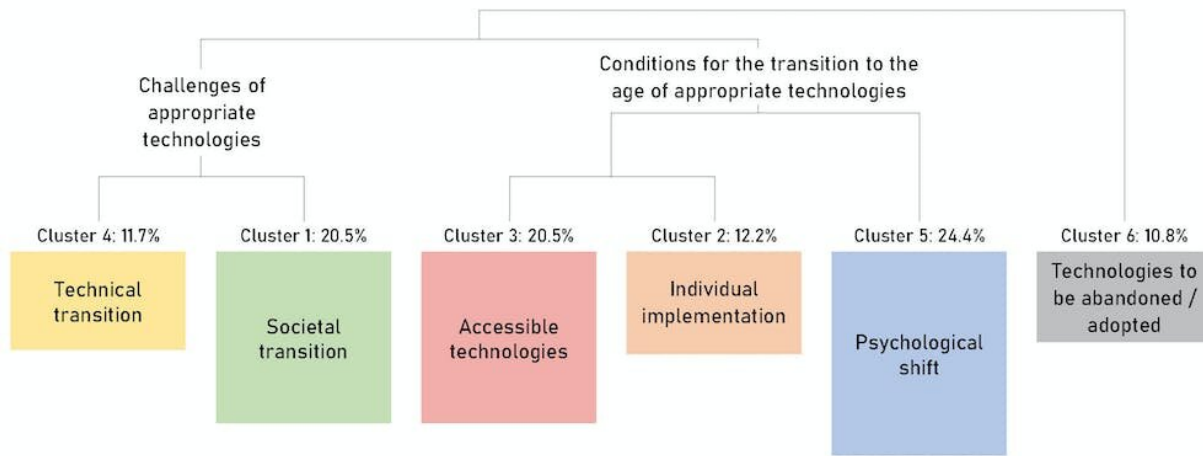 Challenges of
appropriate
technologies
Conditions for the transition to the
age of appropriate technologies
Cluster 4: 11.7%
Cluster 1: 20.5%
Cluster 3: 20.5%
Cluster 2: 12.2%
Cluster 5: 24.4%
Cluster 6: 10.8%
Technical
transition
Societal
transition
Accessible
technologies
Individual
implementation
Psychological
shift
Technologies to
be abandoned /
adopted